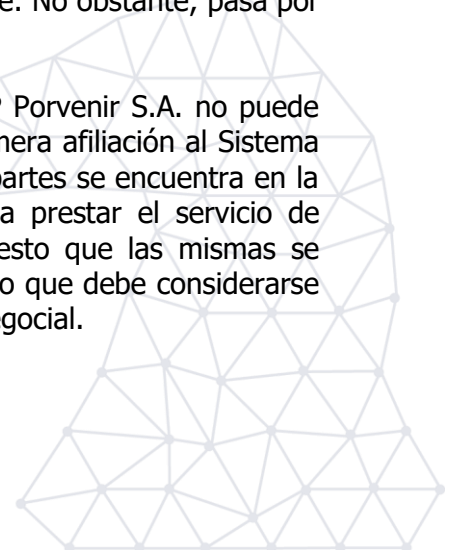 e. No obstante, pasa por
Porvenir S.A. no puede
mera afiliación al Sistema
partes se encuentra en la
a prestar el servicio de
esto que las mismas se
o que debe considerarse
egocial.